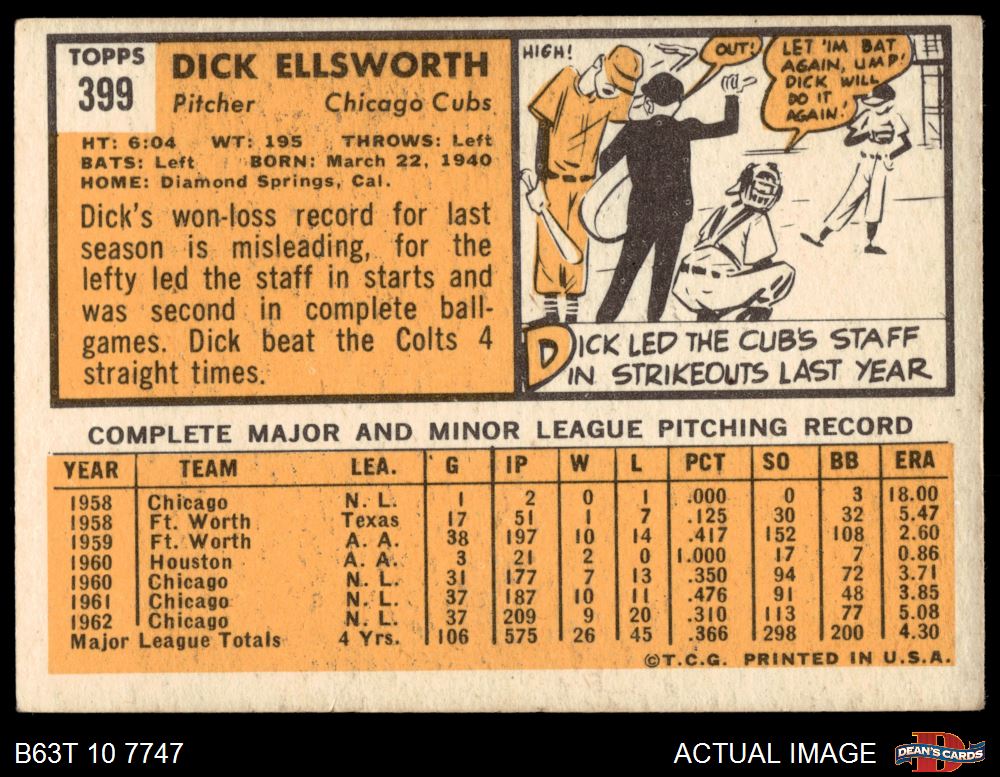 TOPPS
399
DICK ELLSWORTH
Pitcher Chicago Cubs
HT: 6:04 WT: 195 THROWS: Left
BATS: Left BORN: March 22, 1940
HOME: Diamond Springs, Cal.
Dick's won-loss record for last
season is misleading, for the
lefty led the staff in starts and
was second in complete ball-
games. Dick beat the Colts 4
straight times.
HIGH!
OUT!
LET 'IM BAT
AGAIN, UMP!
DICK WILL
DO IT
AGAIN!
DICK LED THE CUB'S STAFF
IN STRIKEOUTS LAST YEAR
COMPLETE MAJOR AND MINOR LEAGUE PITCHING RECORD
YEAR TEAM LEA. G IP W L PCT SO BB ERA
1958 Chicago N. L. 1 2 0 1 .000 0 3 18.00
1958 Ft. Worth Texas 17 51 1 7 .125 30 32 5.47
1959 Ft. Worth A. A. 38 197 10 14 .417 152 108 2.60
1960 Houston A. A. 3 21 2 0 1.000 17 7 0.86
1960 Chicago N. L. 31 177 7 13 .350 94 72 3.71
1961 Chicago N. L. 37 187 10 11 .476 91 48 3.85
1962 Chicago N. L. 37 209 9 20 .310 113 77 5.08
Major League Totals 4 Yrs. 106 575 26 45 .366 298 200 4.30
©T.C.G. PRINTED IN U.S.A.
B63T 10 7747
ACTUAL IMAGE
DEAN'S CARDS